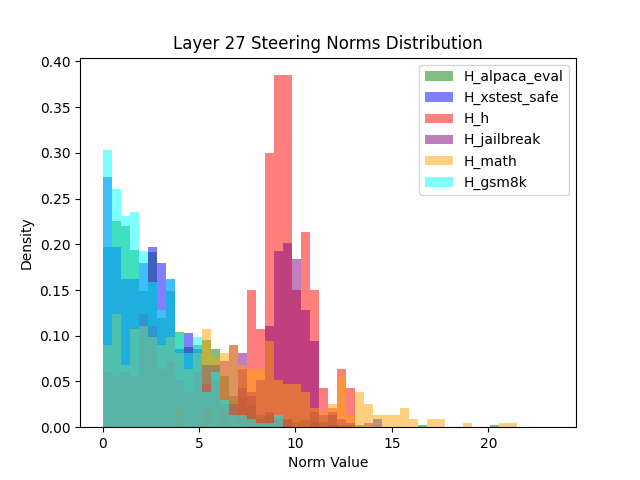 Layer 27 Steering Norms Distribution
0.40
0.35
0.30
0.25
0.20
0.15
0.10
0.05
0.00
Density
H_alpaca_eval
H_xstest_safe
H_h
H_jailbreak
H_math
H_gsm8k
0 5 10 15 20
Norm Value